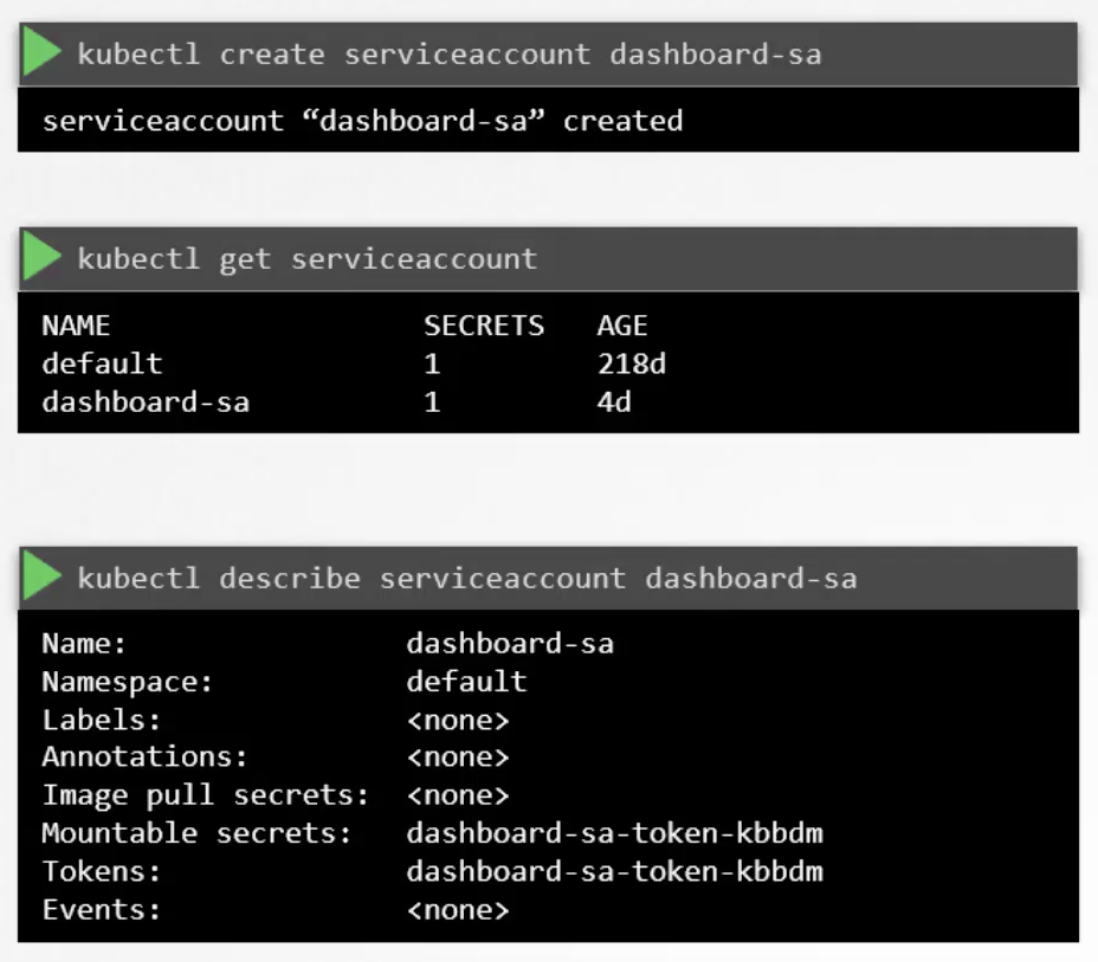 kubectl create serviceaccount dashboard-sa
serviceaccount “dashboard-sa” created
kubectl get serviceaccount
NAME SECRETS AGE
default 1 218d
dashboard-sa 1 4d
kubectl describe serviceaccount dashboard-sa
Name: dashboard-sa
Namespace: default
Labels: <none>
Annotations: <none>
Image pull secrets: <none>
Mountable secrets: dashboard-sa-token-kbbdm
Tokens: dashboard-sa-token-kbbdm
Events: <none>